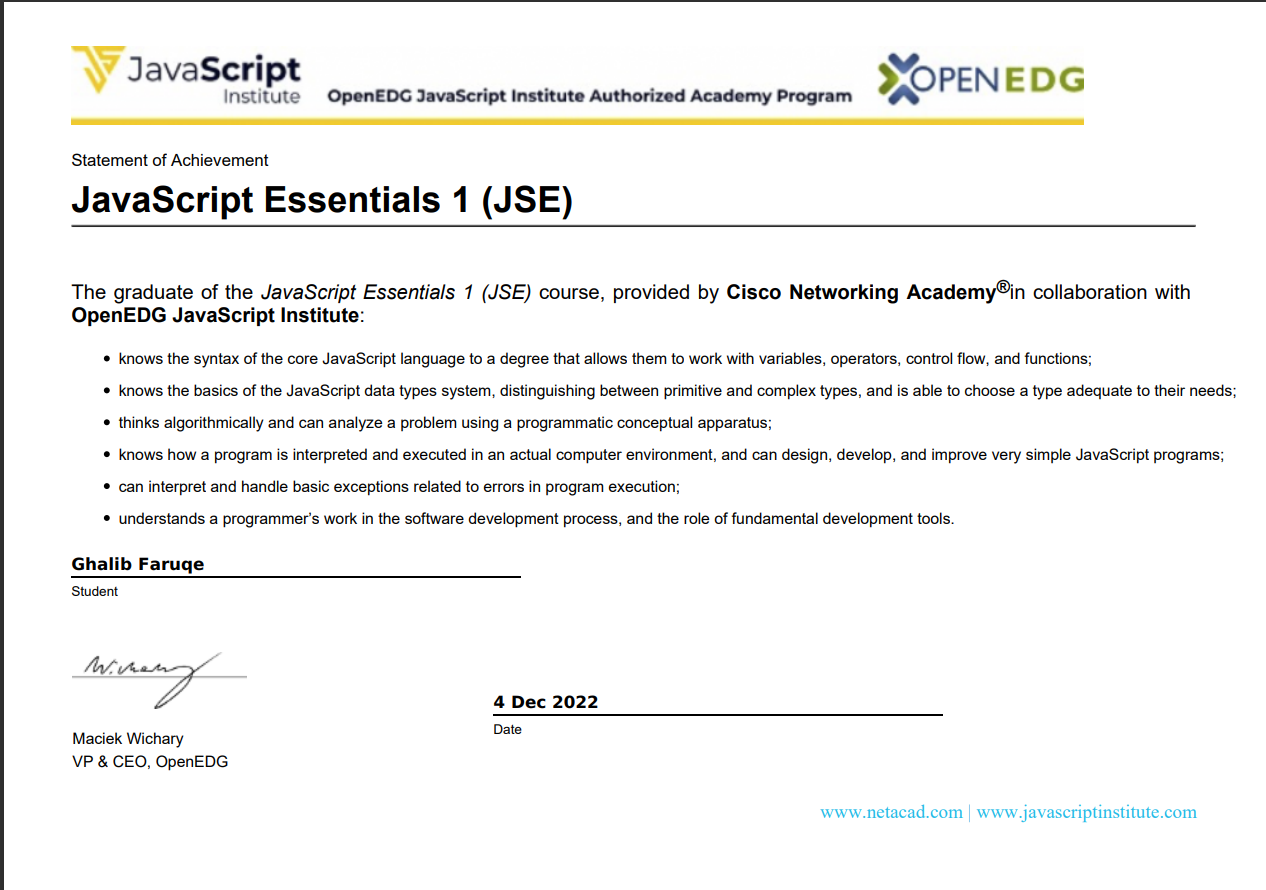 JavaScript
Institute
OpenEDG JavaScript Institute Authorized Academy Program
OPENEDG
Statement of Achievement
JavaScript Essentials 1 (JSE)
The graduate of the JavaScript Essentials 1 (JSE) course, provided by Cisco Networking Academy®in collaboration with
OpenEDG JavaScript Institute:
• knows the syntax of the core JavaScript language to a degree that allows them to work with variables, operators, control flow, and functions;
• knows the basics of the JavaScript data types system, distinguishing between primitive and complex types, and is able to choose a type adequate to their needs;
• thinks algorithmically and can analyze a problem using a programmatic conceptual apparatus;
• knows how a program is interpreted and executed in an actual computer environment, and can design, develop, and improve very simple JavaScript programs;
• can interpret and handle basic exceptions related to errors in program execution;
• understands a programmer’s work in the software development process, and the role of fundamental development tools.
Ghalib Faruqe
Student
W.chary
4 Dec 2022
Date
Maciek Wichary
VP & CEO, OpenEDG
www.netacad.com | www.javascriptinstitute.com